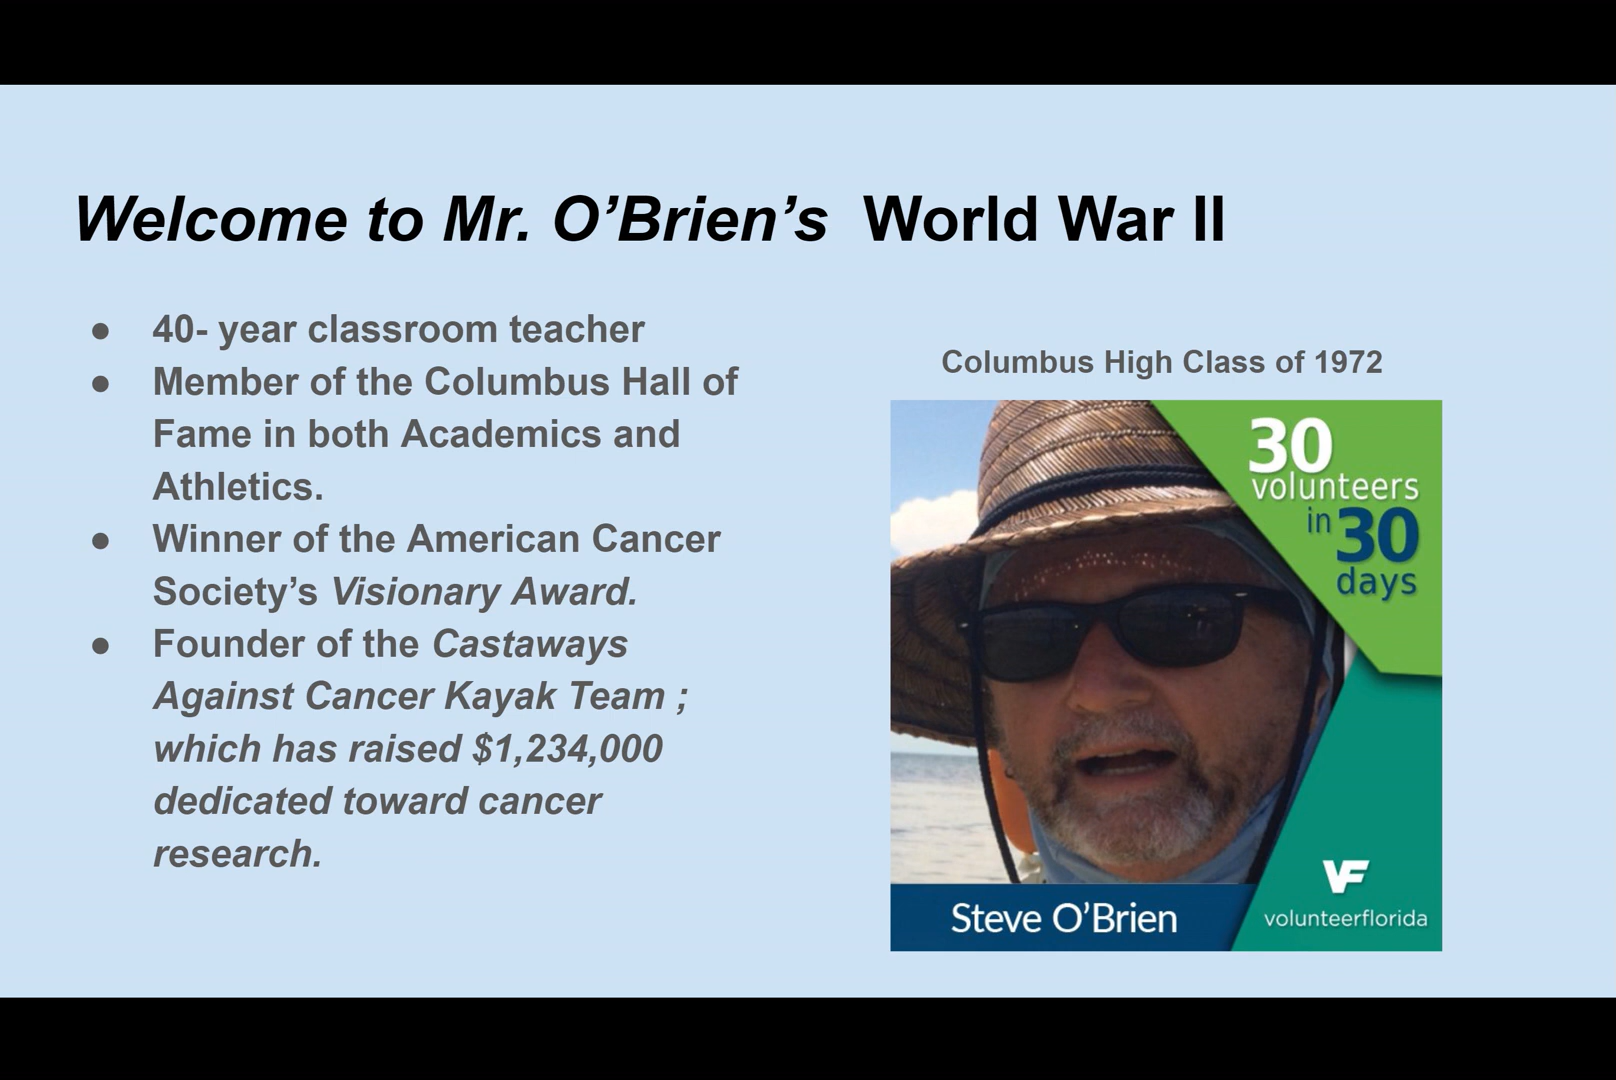 Welcome to Mr. O’Brien’s  World War II
● 40- year classroom teacher
● Member of the Columbus Hall of
Fame in both Academics and
Athletics.
● Winner of the American Cancer
Society’s Visionary Award.
● Founder of the Castaways
Against Cancer Kayak Team ;
which has raised $1,234,000
dedicated toward cancer
research.
Columbus High Class of 1972
30
volunteers
in 30
days
Steve O’Brien
VF
volunteerflorida